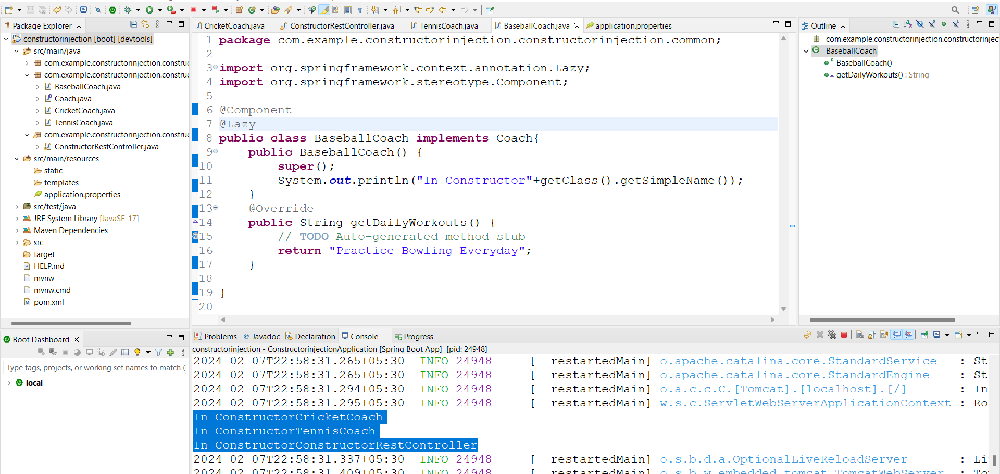 Package Explorer
constructorinjection [boot] [devtools]
src/main/java
com.example.constructorinjection.construc
com.example.constructorinjection.construc
BaseballCoach.java
Coach.java
CricketCoach.java
TennisCoach.java
com.example.constructorinjection.construc
ConstructorRestController.java
src/main/resources
static
templates
application.properties
src/test/java
JRE System Library [JavaSE-17]
Maven Dependencies
src
target
HELP.md
mvnw
mvnw.cmd
pom.xml
CricketCoach.java
ConstructorRestController.java
TennisCoach.java
BaseballCoach.java
application.properties
1 package com.example.constructorinjection.constructorinjection.common;
2
3 import org.springframework.context.annotation.Lazy;
4 import org.springframework.stereotype.Component;
5
6 @Component
7 @Lazy
8 public class BaseballCoach implements Coach{
9 public BaseballCoach() {
10 super();
11 System.out.println("In Constructor"+getClass().getSimpleName());
12 }
13 @Override
14 public String getDailyWorkouts() {
15 // TODO Auto-generated method stub
16 return "Practice Bowling Everyday";
17 }
18
19 }
20
Outline
com.example.constructorinjection.constructorinject
BaseballCoach
BaseballCoach()
getDailyWorkouts() : String
Boot Dashboard
Type tags, projects, or working set names to match (
local
Problems
Javadoc
Declaration
Console
Progress
constructorinjection - ConstructorinjectionApplication [Spring Boot App] [pid: 24948]
2024-02-07T22:58:31.265+05:30 INFO 24948 --- [ restartedMain] o.apache.catalina.core.StandardService : St
2024-02-07T22:58:31.265+05:30 INFO 24948 --- [ restartedMain] o.apache.catalina.core.StandardEngine : St
2024-02-07T22:58:31.294+05:30 INFO 24948 --- [ restartedMain] o.a.c.c.C.[Tomcat].[localhost].[/] : In
2024-02-07T22:58:31.295+05:30 INFO 24948 --- [ restartedMain] w.s.c.ServletWebServerApplicationContext : Ro
In ConstructorCricketCoach
In ConstructorTennisCoach
In ConstructorConstructorRestController
2024-02-07T22:58:31.337+05:30 INFO 24948 --- [ restartedMain] o.s.b.d.a.OptionalLiveReloadServer : Li
2024-02-07T22:58:31.409+05:30 INFO 24948 --- [ restartedMain] o.s.b.w.embedded.tomcat.TomcatWebServer : To